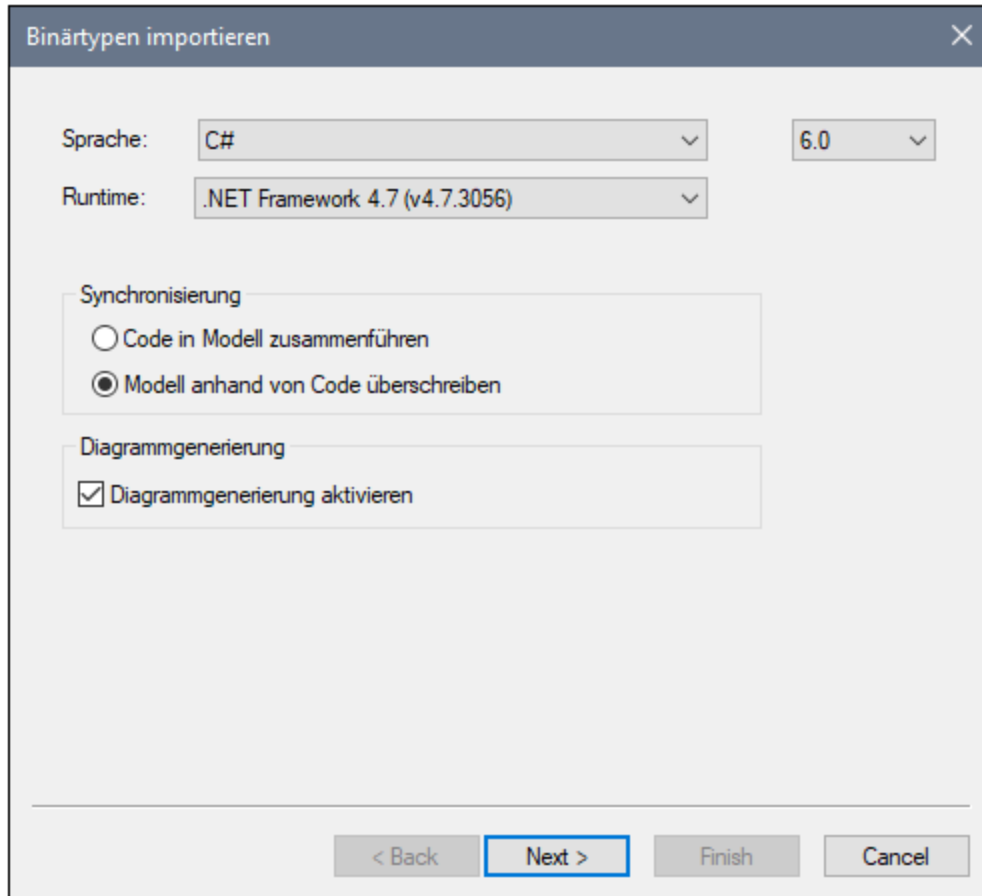 Binärtypen importieren
Sprache: C# 6.0
Runtime: .NET Framework 4.7 (v4.7.3056)
Synchronisierung
Code in Modell zusammenführen
Modell anhand von Code überschreiben
Diagrammgenerierung
Diagrammgenerierung aktivieren
< Back Next > Finish Cancel